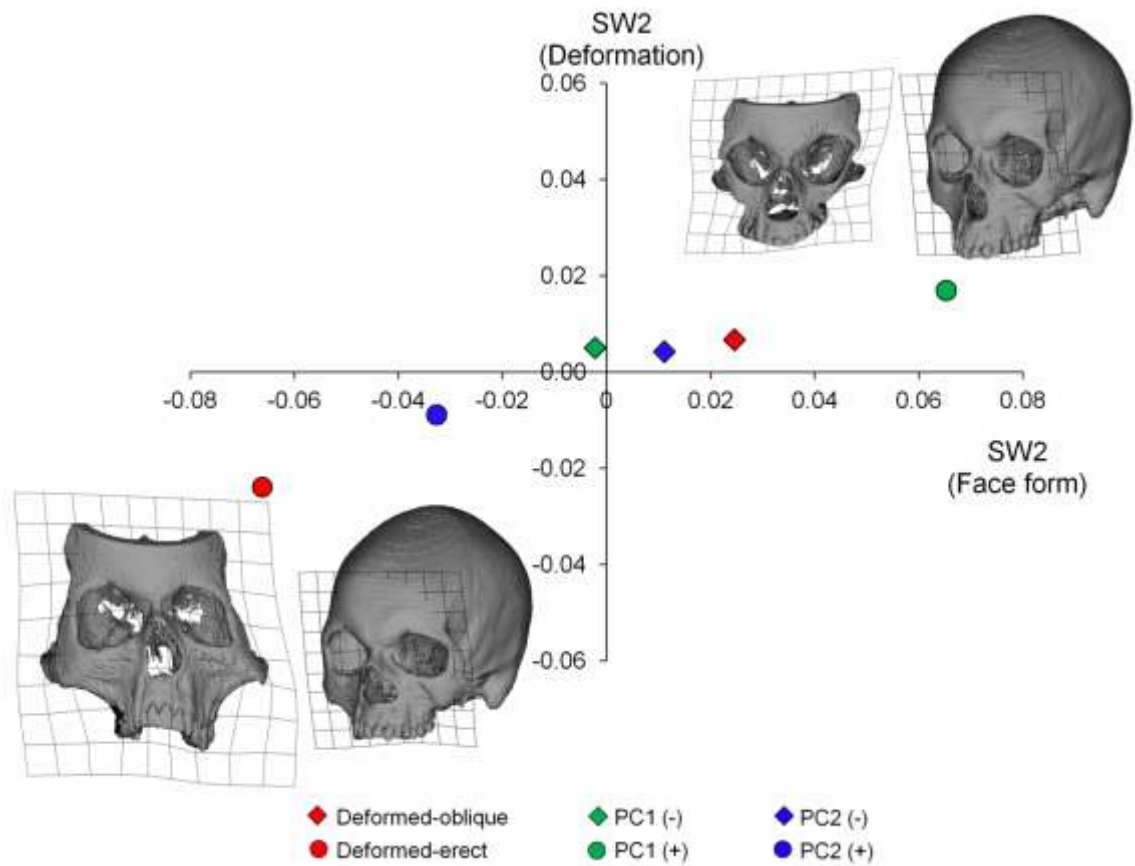 SW2
(Deformation)
0.06
0.04
0.02
0.00
-0.08 -0.06 -0.04 -0.02 0 0.02 0.04 0.06 0.08
-0.02
SW2
(Face form)
-0.04
-0.06
Deformed-oblique PC1 (-) PC2 (-)
Deformed-erect PC1 (+) PC2 (+)